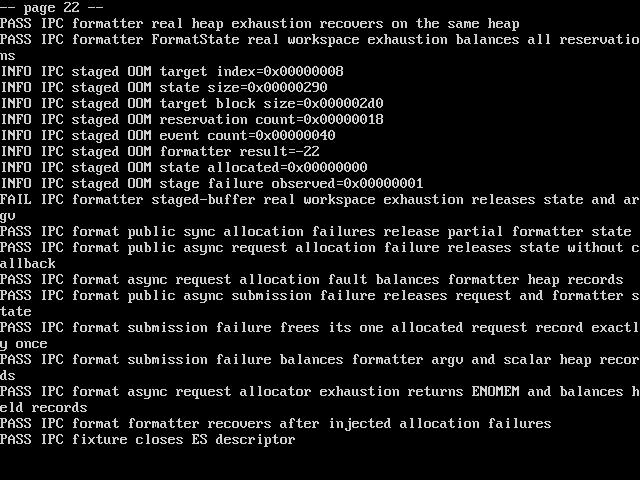 -- page 22 --
PASS IPC formatter real heap exhaustion recovers on the same heap
PASS IPC formatter FormatState real workspace exhaustion balances all reservatio
ns
INFO IPC staged OOM target index=0x00000008
INFO IPC staged OOM state size=0x00000290
INFO IPC staged OOM target block size=0x000002d0
INFO IPC staged OOM reservation count=0x00000018
INFO IPC staged OOM event count=0x00000040
INFO IPC staged OOM formatter result=-22
INFO IPC staged OOM state allocated=0x00000000
INFO IPC staged OOM stage failure observed=0x00000001
FAIL IPC formatter staged-buffer real workspace exhaustion releases state and ar
gv
PASS IPC format public sync allocation failures release partial formatter state
PASS IPC format public async request allocation failure releases state without c
allback
PASS IPC format async request allocation fault balances formatter heap records
PASS IPC format public async submission failure releases request and formatter s
tate
PASS IPC format submission failure frees its one allocated request record exactl
y once
PASS IPC format submission failure balances formatter argv and scalar heap recor
ds
PASS IPC format async request allocator exhaustion returns ENOMEM and balances h
eld records
PASS IPC format formatter recovers after injected allocation failures
PASS IPC fixture closes ES descriptor